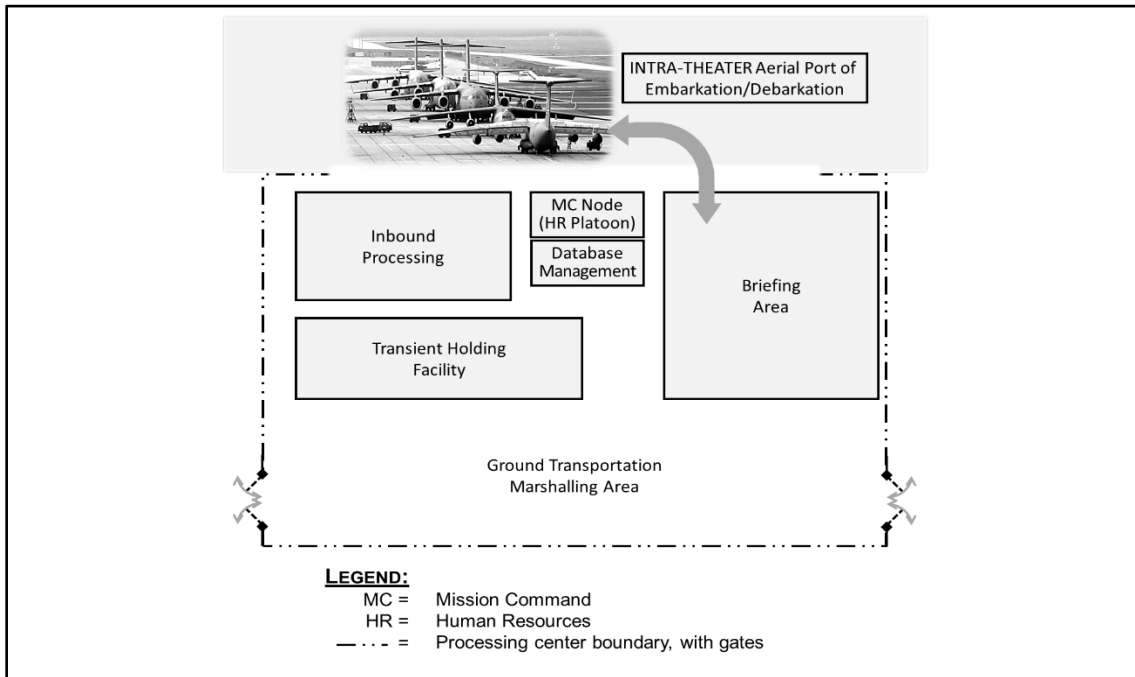 INTRA-THEATER Aerial Port of
Embarkation/Debarkation
Inbound
Processing
MC Node
(HR Platoon)
Database
Management
Briefing
Area
Transient Holding
Facility
Ground Transportation
Marshalling Area
LEGEND:
MC = Mission Command
HR = Human Resources
= Processing center boundary, with gates